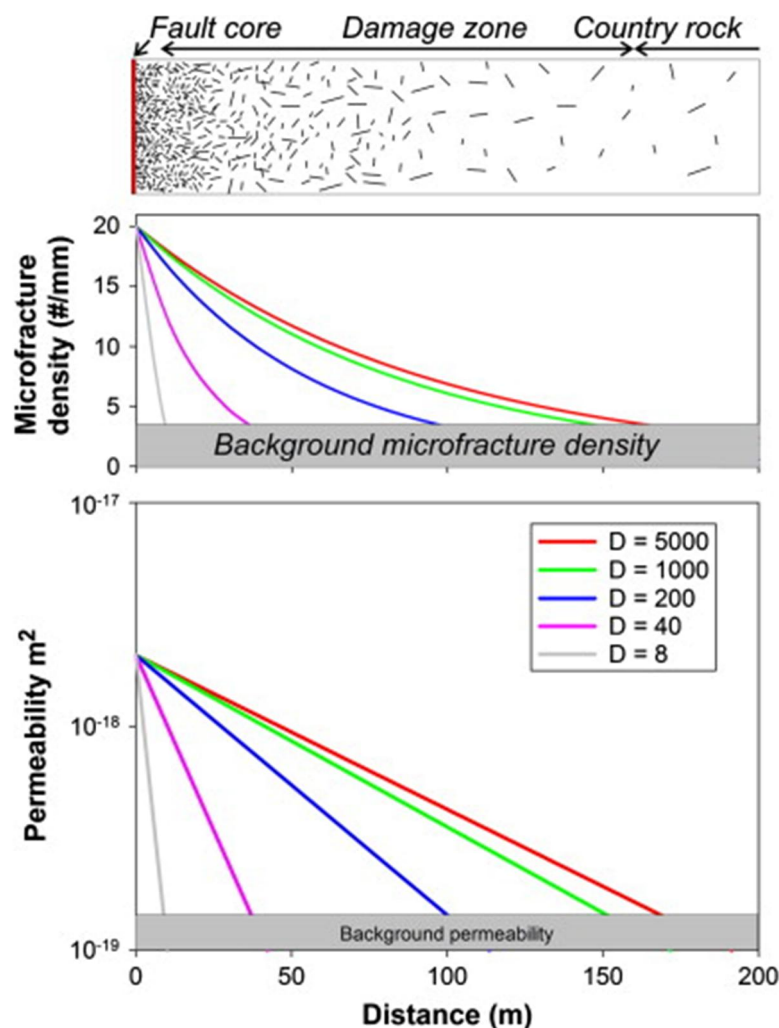 Fault core Damage zone Country rock
Microfracture
density (#/mm)
20
15
10
5
0
Background microfracture density
Permeability m²
10⁻¹⁷
10⁻¹⁸
10⁻¹⁹
D = 5000
D = 1000
D = 200
D = 40
D = 8
Background permeability
0 50 100 150 200
Distance (m)